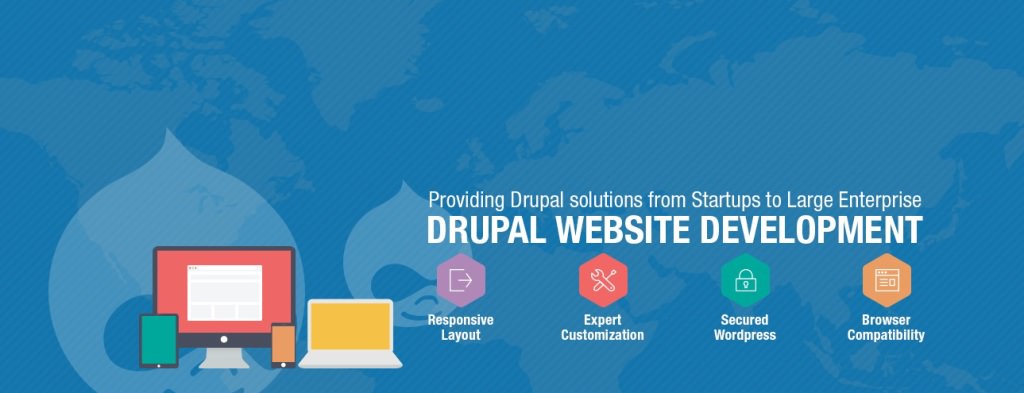 Providing Drupal solutions from Startups to Large Enterprise
DRUPAL WEBSITE DEVELOPMENT
Responsive
Layout
Expert
Customization
Secured
Wordpress
Browser
Compatibility